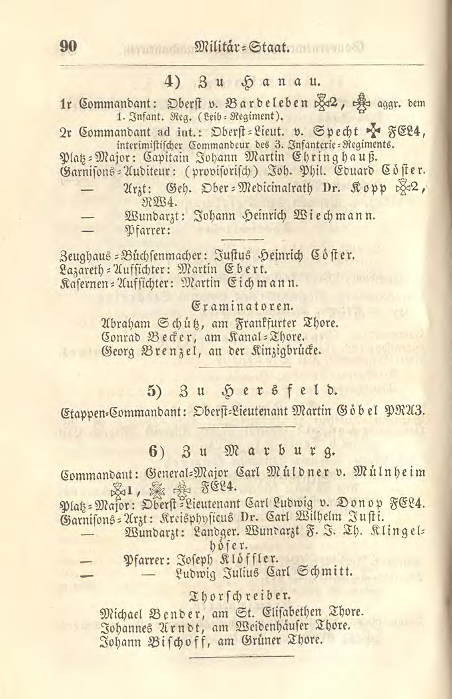 90 Militär-Staat.
4) Zu Hanau.
1r Commandant: Oberst v. Bardeleben 2, aggr. dem
1. Infant. Reg. (Leib-Regiment).
2r Commandant ad int.: Oberst-Lieut. v. Specht FEL4,
interimistischer Commandeur des 3. Infanterie-Regiments.
Platz-Major: Capitain Johann Martin Ehringhauß.
Garnisons-Auditeur: (provisorisch) Joh. Phil. Eduard Cöster.
— Arzt: Geh. Ober-Medicinalrath Dr. Kopp 2,
RW4.
— Wundarzt: Johann Heinrich Wiechmann.
— Pfarrer:
Zeughaus-Büchsenmacher: Justus Heinrich Cöster.
Lazareth-Aufsichter: Martin Ebert.
Kasernen-Aufsichter: Martin Eichmann.
Examinatoren.
Abraham Schütz, am Frankfurter Thore.
Conrad Becker, am Kanal-Thore.
Georg Brenzel, an der Kinzigbrücke.
5) Zu Hersfeld.
Etappen-Commandant: Oberst-Lieutenant Martin Göbel PRA3.
6) Zu Marburg.
Commandant: General-Major Carl Müldner v. Mülnheim
1, FEL4.
Platz-Major: Oberst-Lieutenant Carl Ludwig v. Donop FEL4.
Garnisons-Arzt: Kreisphysicus Dr. Carl Wilhelm Justi.
— Wundarzt: Landger. Wundarzt F. J. Th. Klingel-
höfer.
— Pfarrer: Joseph Klöffler.
— — Ludwig Julius Carl Schmitt.
Thorschreiber.
Michael Bender, am St. Elisabethen Thore.
Johannes Arndt, am Weidenhäuser Thore.
Johann Bischoff, am Grüner Thore.